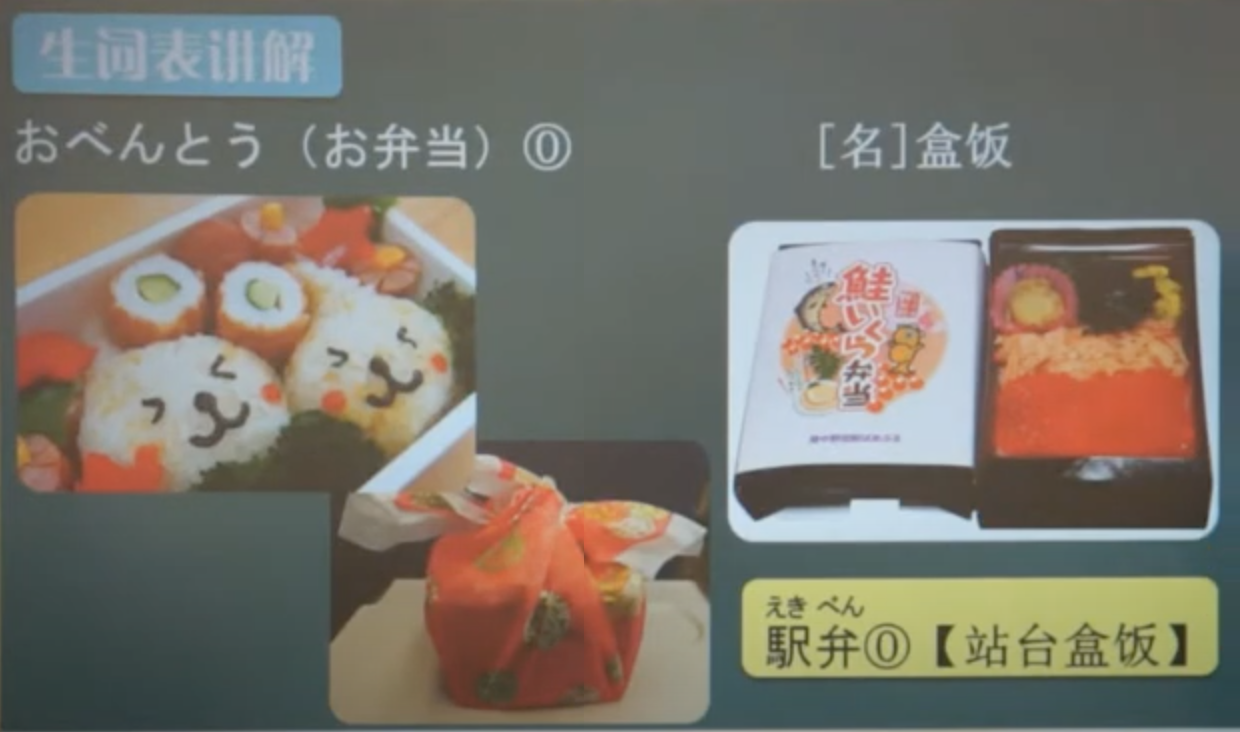 生词表讲解
おべんとう（お弁当）⓪
[名]盒饭
鮭いくら弁当
えき べん
駅弁⓪【站台盒饭】